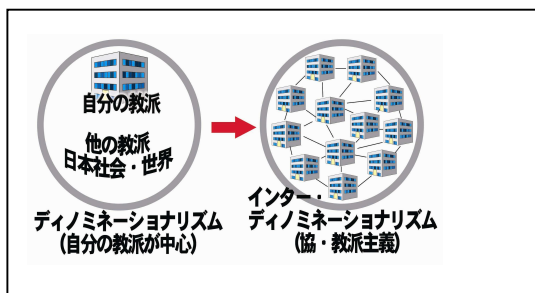 自分の教派
他の教派
日本社会・世界
ディノミネーショナリズム
(自分の教派が中心)
インター・
ディノミネーショナリズム
(協・教派主義)